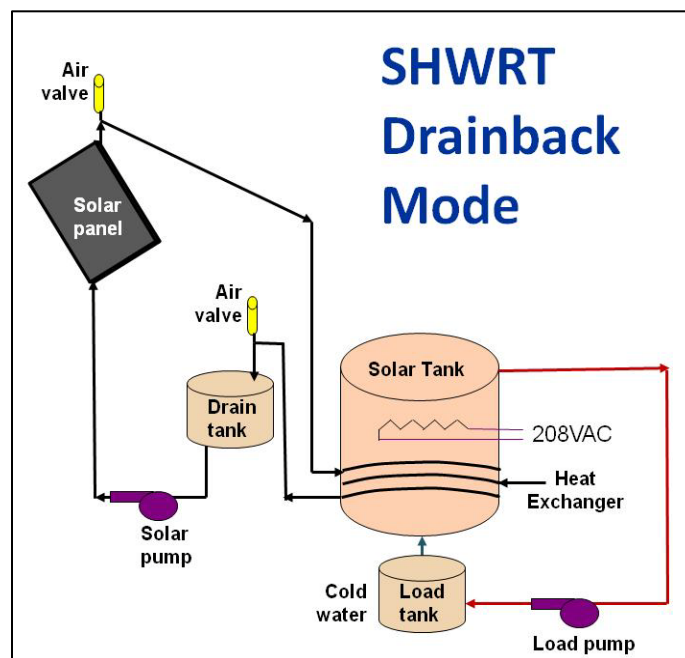 SHWRT
Drainback
Mode
Air
valve
Solar
panel
Air
valve
Drain
tank
Solar
pump
Solar Tank
208VAC
Heat
Exchanger
Cold
water
Load
tank
Load pump